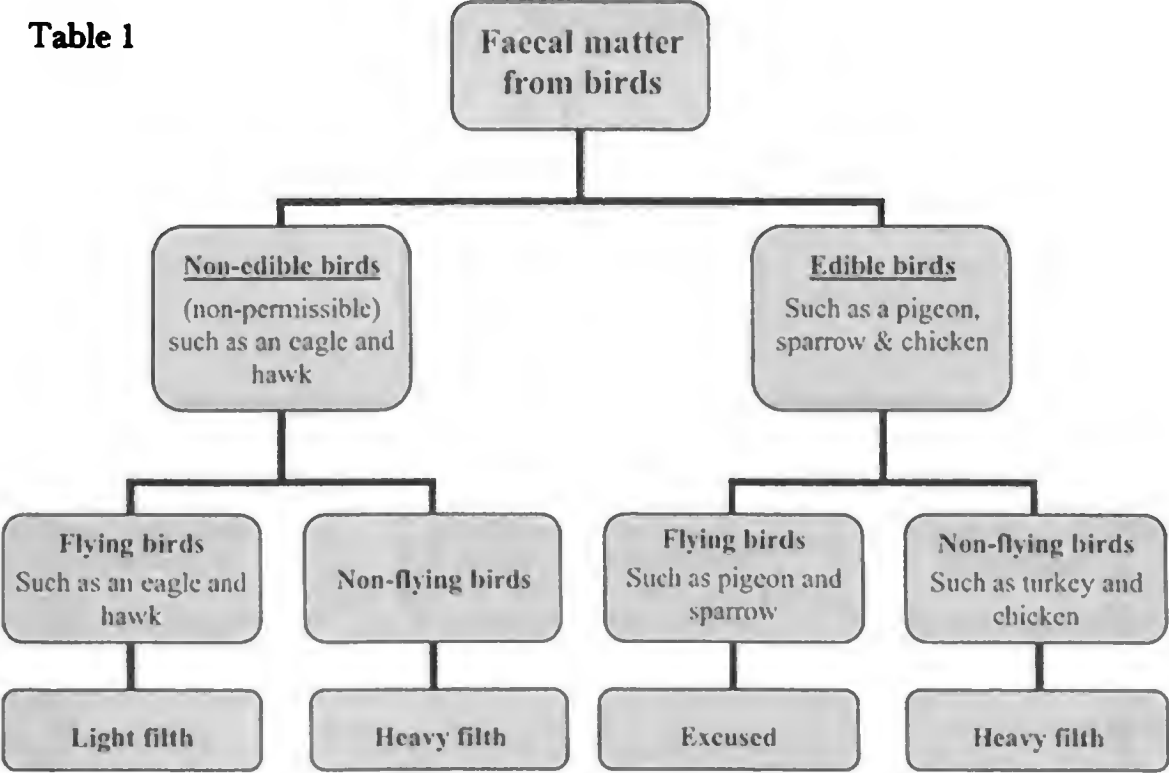 Table 1
Faecal matter
from birds
Non-edible birds
(non-permissible)
such as an eagle and
hawk
Edible birds
Such as a pigeon,
sparrow & chicken
Flying birds
Such as an eagle and
hawk
Non-flying birds
Flying birds
Such as pigeon and
sparrow
Non-flying birds
Such as turkey and
chicken
Light filth
Heavy filth
Excused
Heavy filth